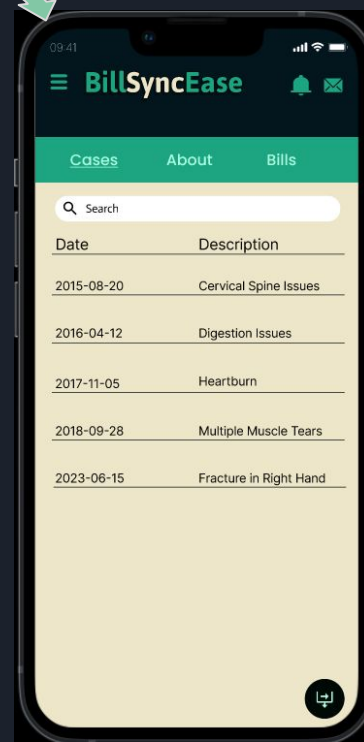 09:41
BillSyncEase
Cases About Bills
Search
Date Description
2015-08-20 Cervical Spine Issues
2016-04-12 Digestion Issues
2017-11-05 Heartburn
2018-09-28 Multiple Muscle Tears
2023-06-15 Fracture in Right Hand